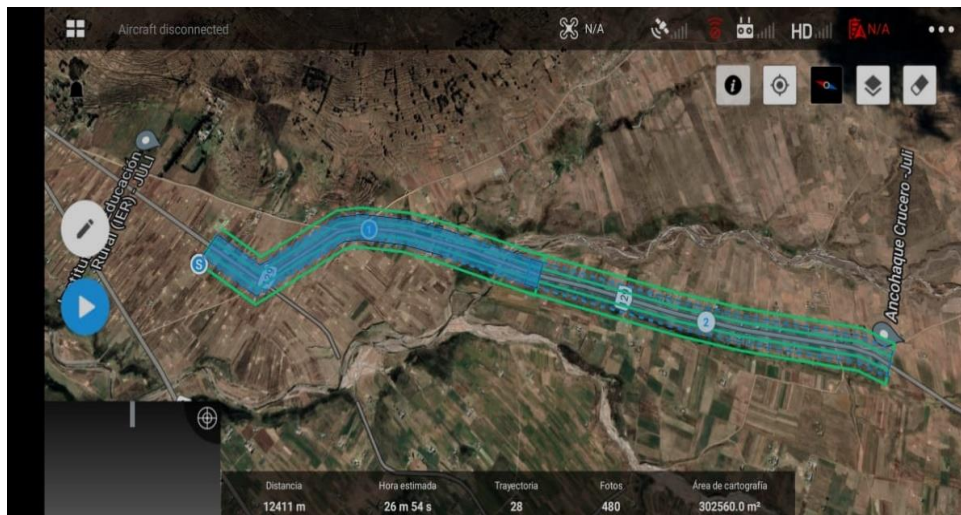 Aircraft disconnected
N/A
HD
N/A
Educación
Rural (IER) - JULI
Ancohaque Crucero -Juli
S
1
2
Distancia
Hora estimada
Trayectoria
Fotos
Área de cartografía
12411 m
26 m 54 s
28
480
302560.0 m²